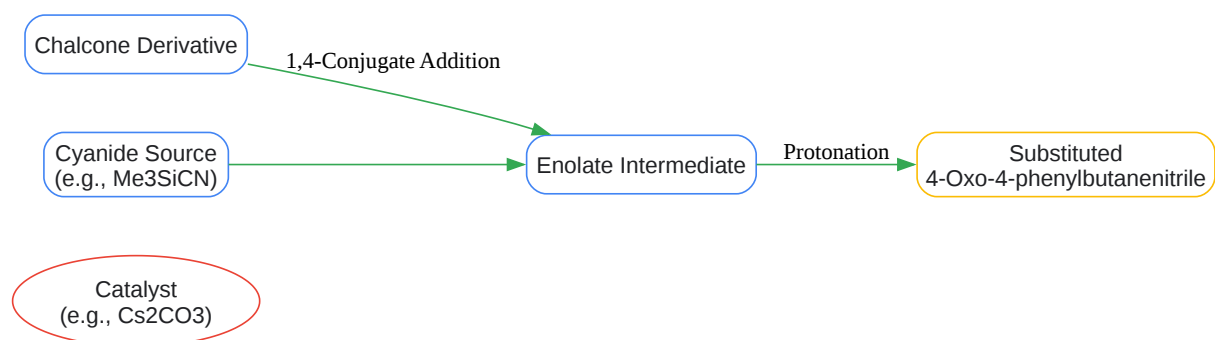 Chalcone Derivative
1,4-Conjugate Addition
Cyanide Source
(e.g., Me3SiCN)
Enolate Intermediate
Protonation
Substituted
4-Oxo-4-phenylbutanenitrile
Catalyst
(e.g., Cs2CO3)